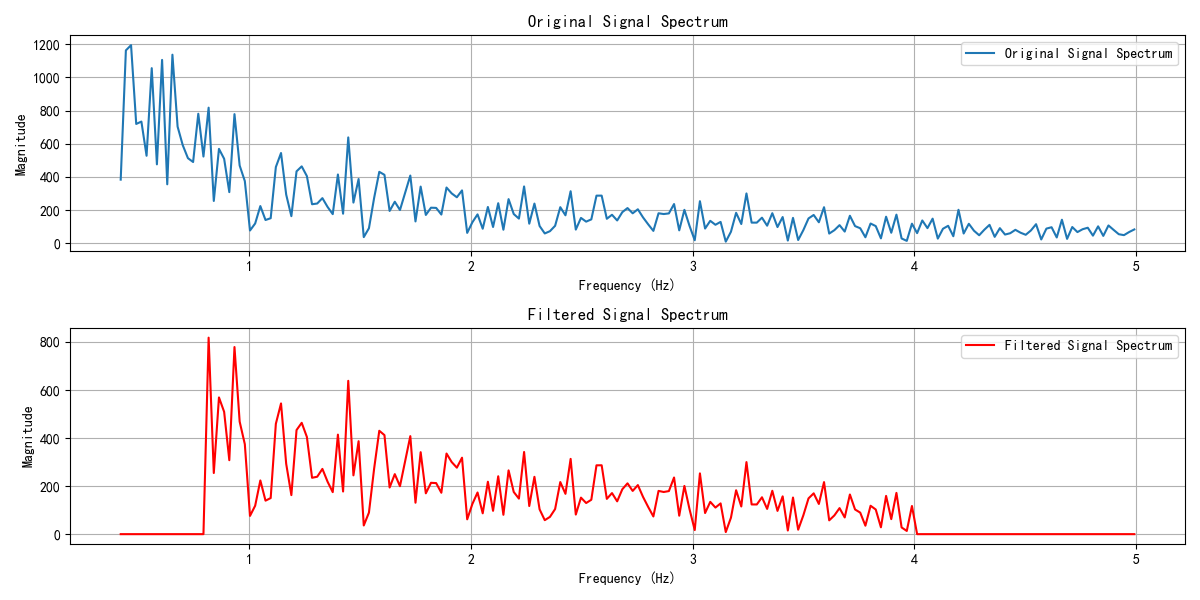 Original Signal Spectrum
Original Signal Spectrum
Magnitude
1200
1000
800
600
400
200
0
1 2 3 4 5
Frequency (Hz)
Filtered Signal Spectrum
Filtered Signal Spectrum
Magnitude
800
600
400
200
0
1 2 3 4 5
Frequency (Hz)